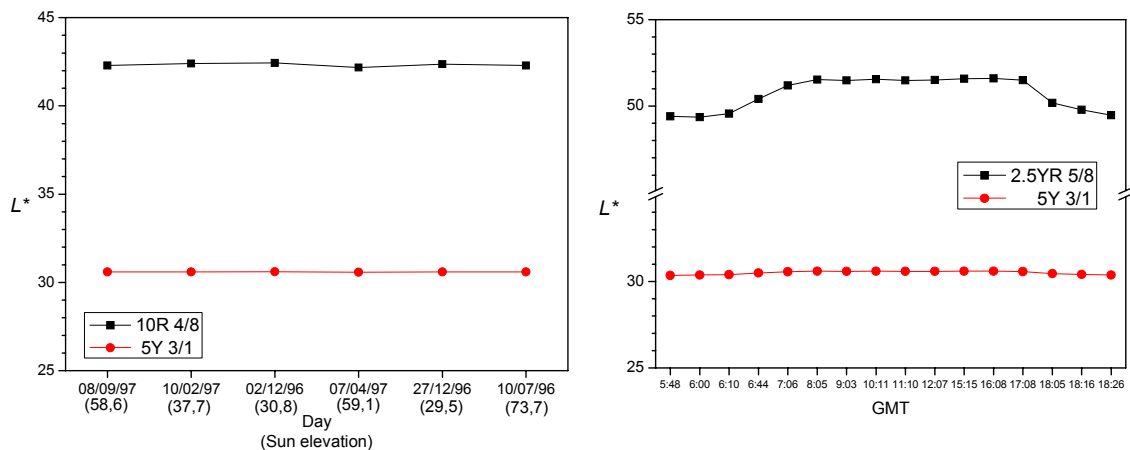 45
40
L*
35
30
25
10R 4/8
5Y 3/1
08/09/97 10/02/97 02/12/96 07/04/97 27/12/96 10/07/96
(58,6) (37,7) (30,8) (59,1) (29,5) (73,7)
Day
(Sun elevation)
50
L*
30
25
2.5YR 5/8
5Y 3/1
5:48 6:00 6:10 6:44 7:06 8:05 9:03 10:11 11:10 12:07 15:15 16:08 17:08 18:05 18:16 18:26
GMT